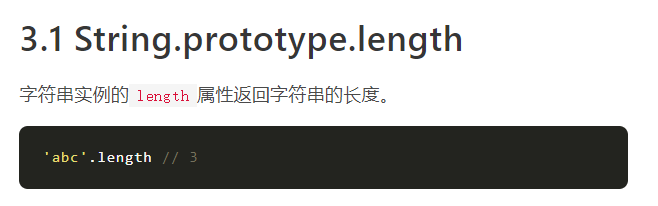 3.1 String.prototype.length
字符串实例的 length 属性返回字符串的长度。
'abc'.length // 3